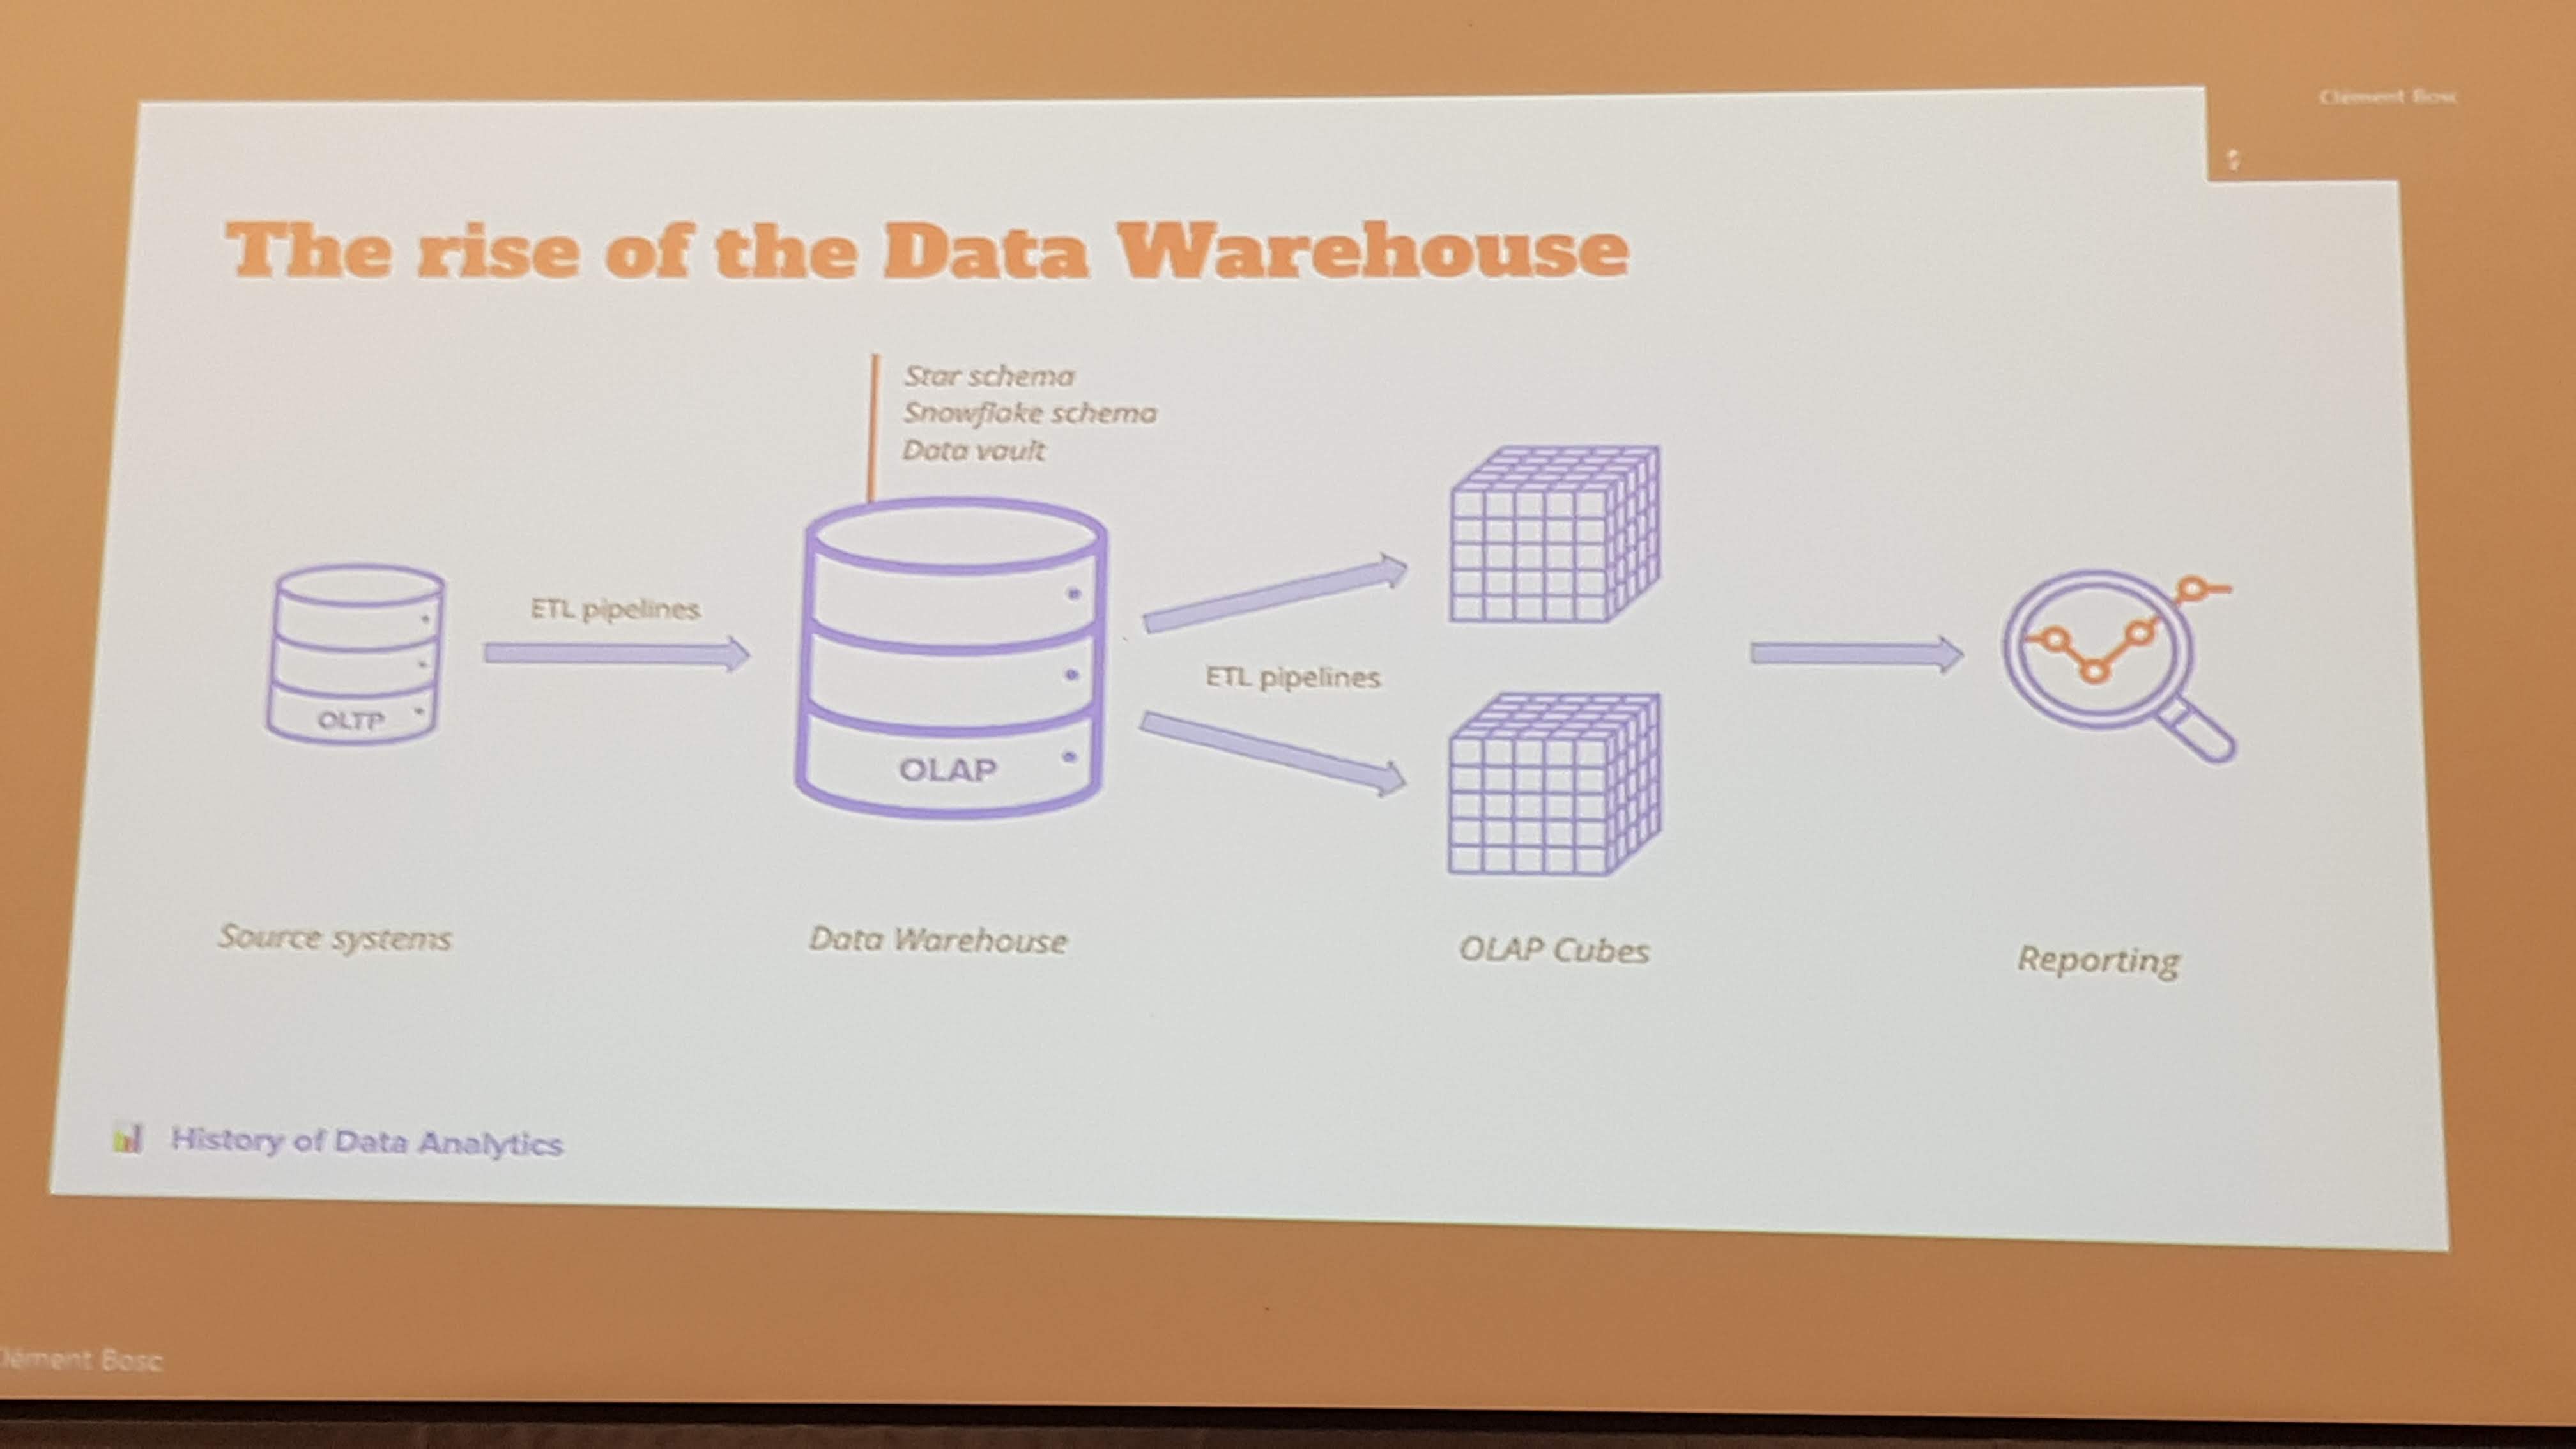 Clément Bosc
The rise of the Data Warehouse
Star schema
Snowflake schema
Data vault
ETL pipelines
OLTP
ETL pipelines
OLAP
Source systems
Data Warehouse
OLAP Cubes
Reporting
History of Data Analytics
Clément Bosc